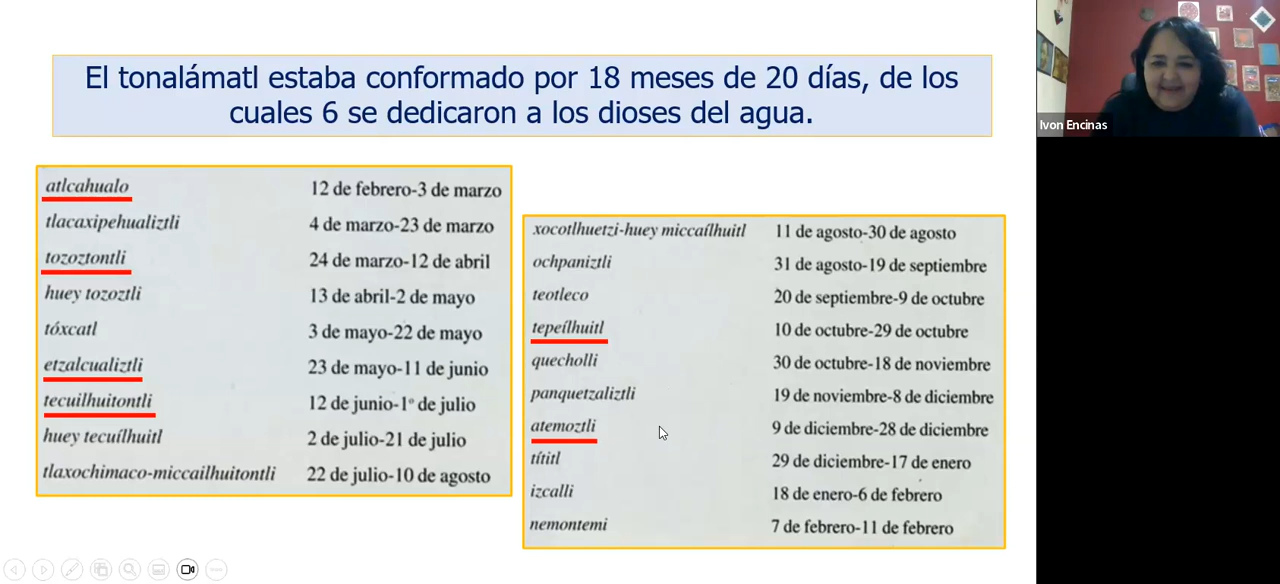 El tonalámatl estaba conformado por 18 meses de 20 días, de los
cuales 6 se dedicaron a los dioses del agua.
Ivon Encinas
atlcahualo 12 de febrero-3 de marzo
tlacaxipehualiztli 4 de marzo-23 de marzo
tozoztontli 24 de marzo-12 de abril
huey tozoztli 13 de abril-2 de mayo
tóxcatl 3 de mayo-22 de mayo
etzalcualiztli 23 de mayo-11 de junio
tecuilhuitontli 12 de junio-1º de julio
huey tecuílhuitl 2 de julio-21 de julio
tlaxochimaco-miccailhuitontli 22 de julio-10 de agosto
xocotlhuetzi-huey miccaílhuitl 11 de agosto-30 de agosto
ochpaniztli 31 de agosto-19 de septiembre
teotleco 20 de septiembre-9 de octubre
tepeílhuitl 10 de octubre-29 de octubre
quecholli 30 de octubre-18 de noviembre
panquetzaliztli 19 de noviembre-8 de diciembre
atemoztli 9 de diciembre-28 de diciembre
títitl 29 de diciembre-17 de enero
izcalli 18 de enero-6 de febrero
nemontemi 7 de febrero-11 de febrero